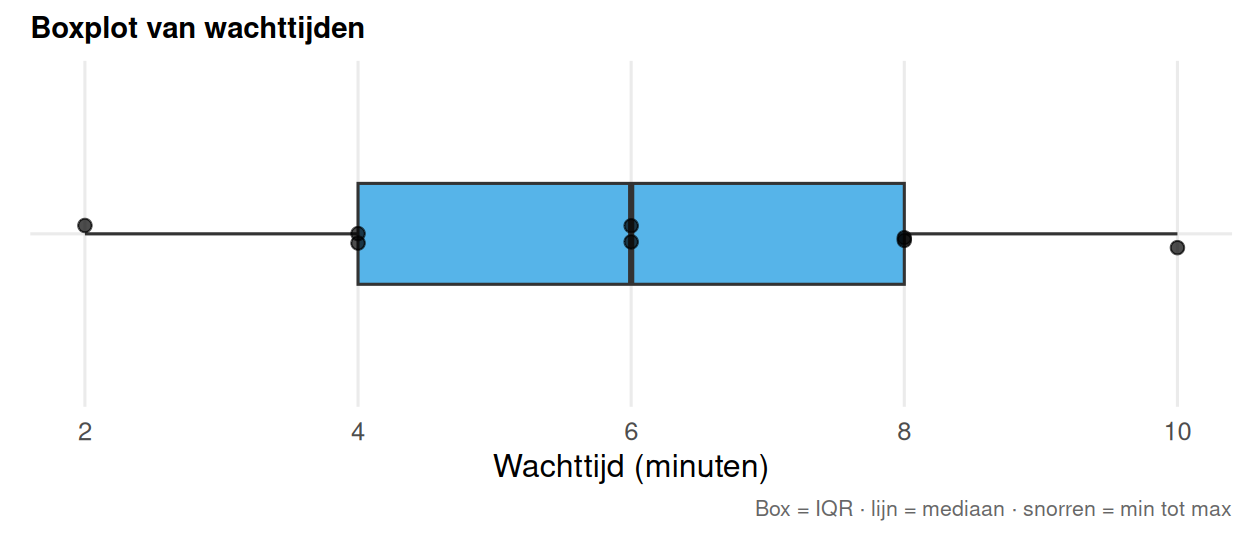 Boxplot van wachttijden
2 4 6 8 10
Wachttijd (minuten)
Box = IQR · lijn = mediaan · snorren = min tot max